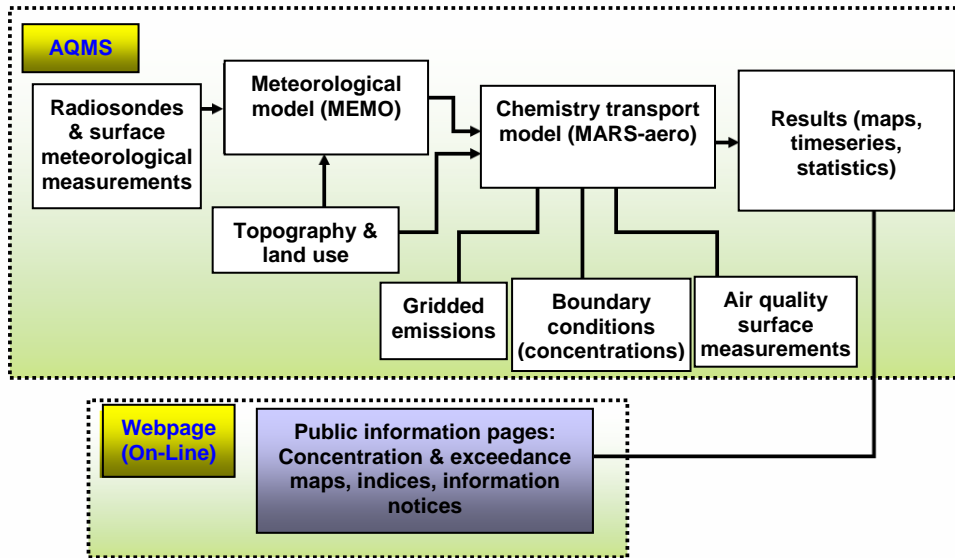 AQMS
Radiosondes
& surface
meteorological
measurements
Meteorological
model (MEMO)
Chemistry transport
model (MARS-aero)
Results (maps,
timeseries,
statistics)
Topography &
land use
Gridded
emissions
Boundary
conditions
(concentrations)
Air quality
surface
measurements
Webpage
(On-Line)
Public information pages:
Concentration & exceedance
maps, indices, information
notices